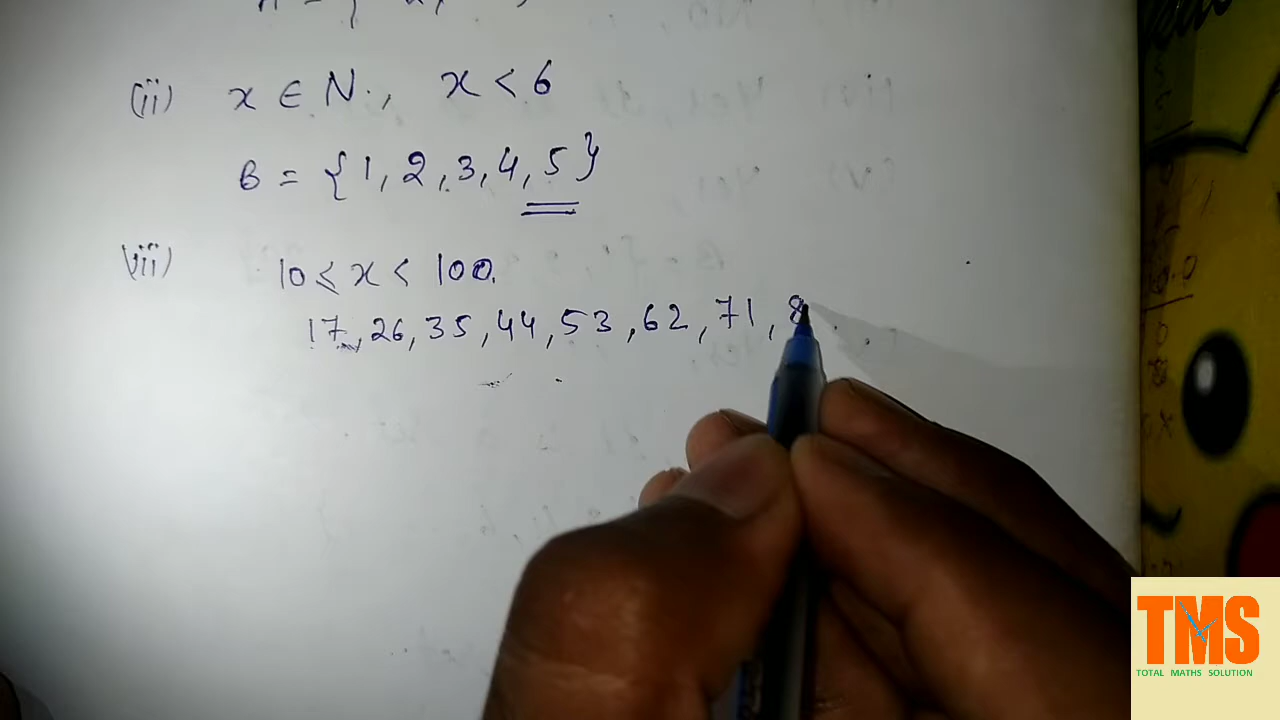 (ii) x ∈ N., x < 6
B = {1, 2, 3, 4, 5}
(iii) 10 ≤ x < 100.
17, 26, 35, 44, 53, 62, 71, 8
TMS
TOTAL MATHS SOLUTION